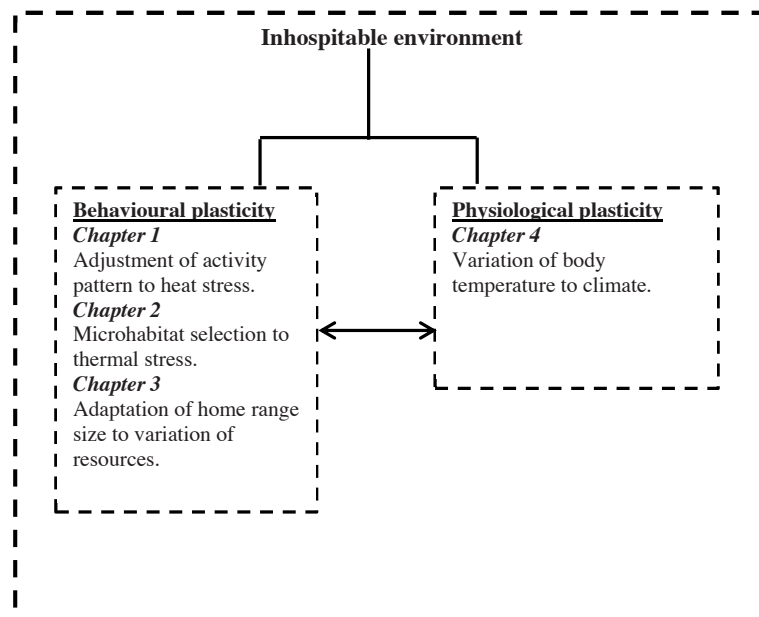 Inhospitable environment
Behavioural plasticity
Chapter 1
Adjustment of activity
pattern to heat stress.
Chapter 2
Microhabitat selection to
thermal stress.
Chapter 3
Adaptation of home range
size to variation of
resources.
Physiological plasticity
Chapter 4
Variation of body
temperature to climate.